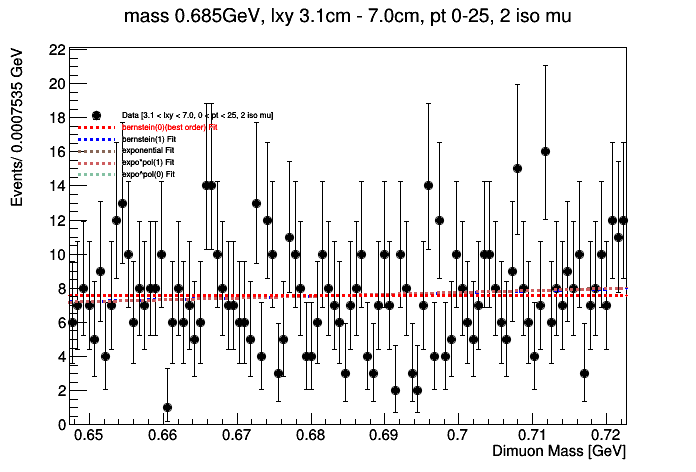 mass 0.685GeV, lxy 3.1cm - 7.0cm, pt 0-25, 2 iso mu
Events/ 0.0007535 GeV
22
20
18
16
14
12
10
8
6
4
2
0
Data [3.1 < lxy < 7.0, 0 < pt < 25, 2 iso mu]
bernstein(0)(best order) Fit
bernstein(1) Fit
exponential Fit
expo*pol(1) Fit
expo^pol(0) Fit
0.65 0.66 0.67 0.68 0.69 0.7 0.71 0.72
Dimuon Mass [GeV]